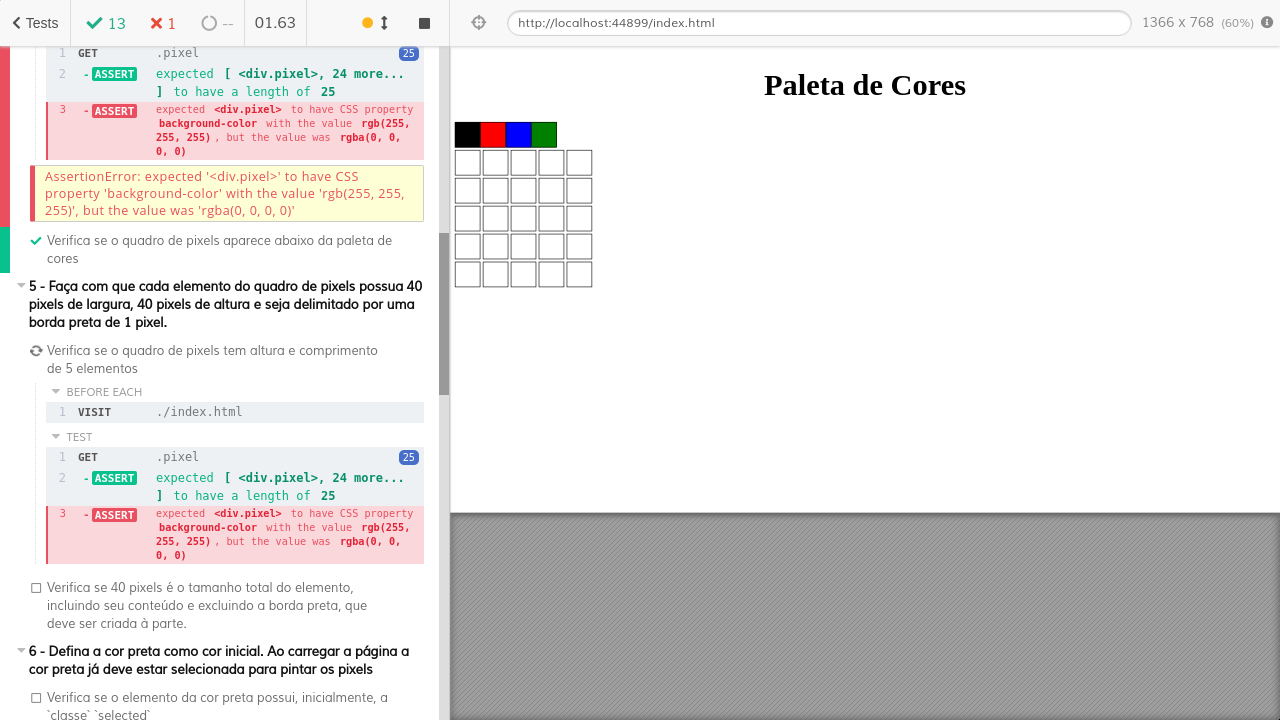 Tests 13 1 -- 01.63
http://localhost:44899/index.html 1366 x 768 (60%)
1 GET .pixel 25
2 -ASSERT expected [ <div.pixel>, 24 more...
] to have a length of 25
3 -ASSERT expected <div.pixel> to have CSS property
background-color with the value rgb(255,
255, 255), but the value was rgba(0, 0,
0, 0)
AssertionError: expected '<div.pixel>' to have CSS
property 'background-color' with the value 'rgb(255, 255,
255)', but the value was 'rgba(0, 0, 0, 0)'
Verifica se o quadro de pixels aparece abaixo da paleta de
cores
5 - Faça com que cada elemento do quadro de pixels possua 40
pixels de largura, 40 pixels de altura e seja delimitado por uma
borda preta de 1 pixel.
Verifica se o quadro de pixels tem altura e comprimento
de 5 elementos
BEFORE EACH
1 VISIT ./index.html
TEST
1 GET .pixel 25
2 -ASSERT expected [ <div.pixel>, 24 more...
] to have a length of 25
3 -ASSERT expected <div.pixel> to have CSS property
background-color with the value rgb(255,
255, 255), but the value was rgba(0, 0,
0, 0)
Verifica se 40 pixels é o tamanho total do elemento,
incluindo seu conteúdo e excluindo a borda preta, que
deve ser criada à parte.
6 - Defina a cor preta como cor inicial. Ao carregar a página a
cor preta já deve estar selecionada para pintar os pixels
Verifica se o elemento da cor preta possui, inicialmente, a
`classe` `selected`
Paleta de Cores